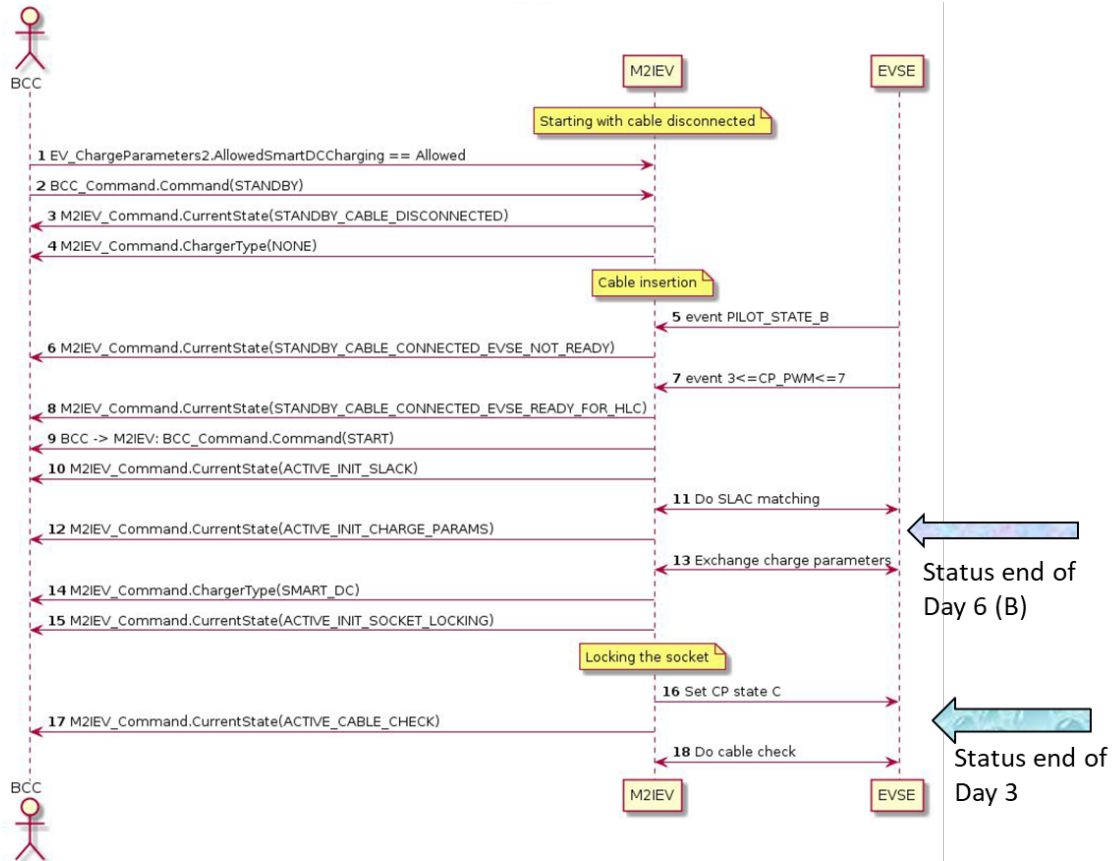 BCC
M2IEV
EVSE
Starting with cable disconnected
1 EV_ChargeParameters2.AllowedSmartDCCharging == Allowed
2 BCC_Command.Command(STANDBY)
3 M2IEV_Command.CurrentState(STANDBY_CABLE_DISCONNECTED)
4 M2IEV_Command.ChargerType(NONE)
Cable insertion
5 event PILOT_STATE_B
6 M2IEV_Command.CurrentState(STANDBY_CABLE_CONNECTED_EVSE_NOT_READY)
7 event 3<=CP_PWM<=7
8 M2IEV_Command.CurrentState(STANDBY_CABLE_CONNECTED_EVSE_READY_FOR_HLC)
9 BCC -> M2IEV: BCC_Command.Command(START)
10 M2IEV_Command.CurrentState(ACTIVE_INIT_SLACK)
11 Do SLAC matching
12 M2IEV_Command.CurrentState(ACTIVE_INIT_CHARGE_PARAMS)
13 Exchange charge parameters
Status end of
Day 6 (B)
14 M2IEV_Command.ChargerType(SMART_DC)
15 M2IEV_Command.CurrentState(ACTIVE_INIT_SOCKET_LOCKING)
Locking the socket
16 Set CP state C
17 M2IEV_Command.CurrentState(ACTIVE_CABLE_CHECK)
18 Do cable check
Status end of
Day 3
BCC
M2IEV
EVSE